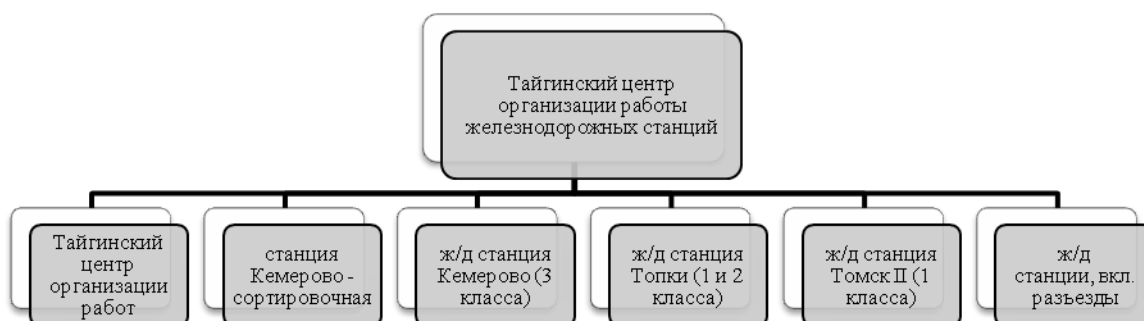 Тайгинский центр
организации работы
железнодорожных станций
Тайгинский
центр
организации
работ
станция
Кемерово -
сортировочная
ж/д станция
Кемерово (3
класса)
ж/д станция
Топки (1 и 2
класса)
ж/д станция
Томск II (1
класса)
ж/д
станции, вкл.
разъезды